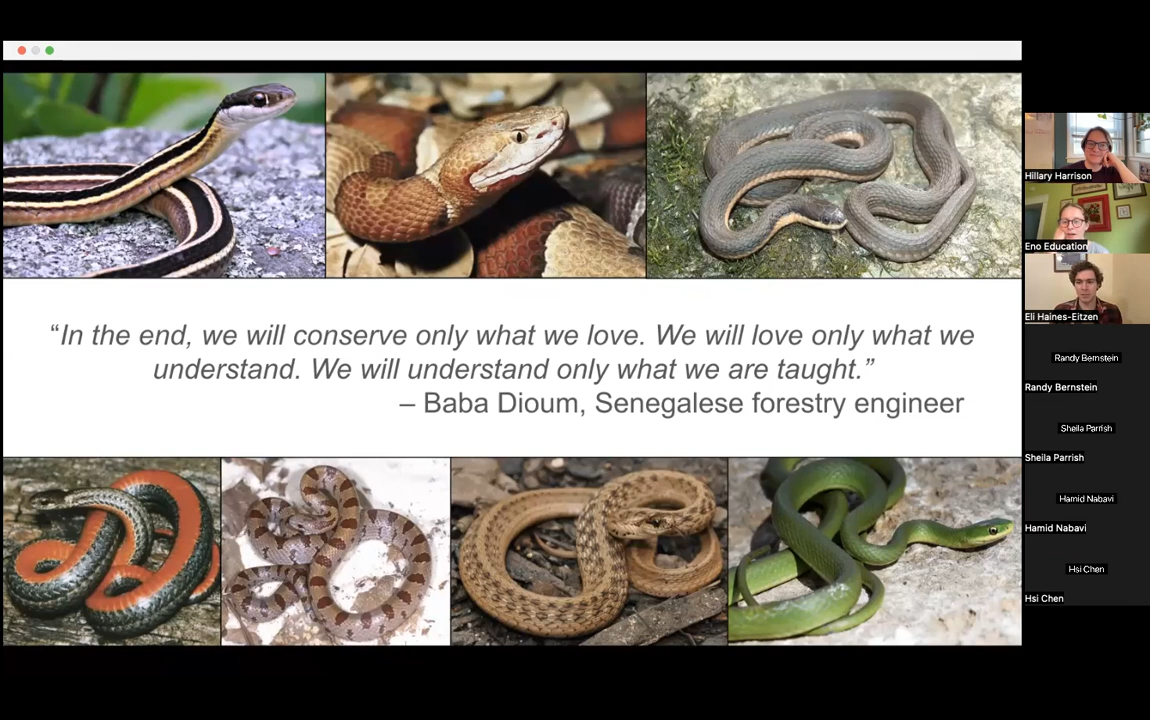 “In the end, we will conserve only what we love. We will love only what we
understand. We will understand only what we are taught.”
– Baba Dioum, Senegalese forestry engineer
Hillary Harrison
Eno Education
Eli Haines-Eitzen
Randy Bernstein
Randy Bernstein
Sheila Parrish
Sheila Parrish
Hamid Nabavi
Hamid Nabavi
Hsi Chen
Hsi Chen